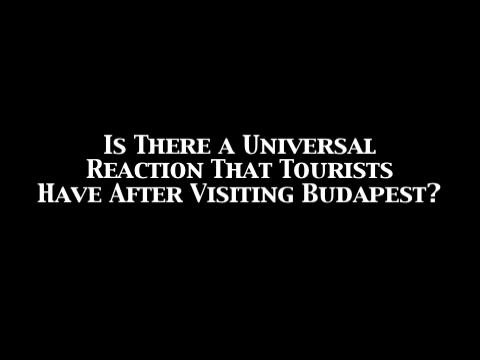 Is There a Universal
Reaction That Tourists
Have After Visiting Budapest?